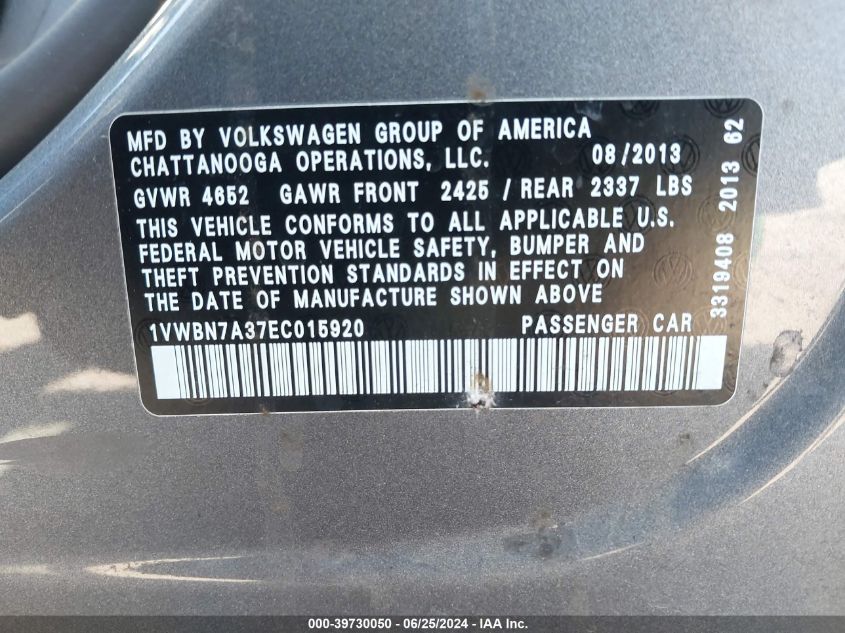 MFD BY VOLKSWAGEN GROUP OF AMERICA
CHATTANOOGA OPERATIONS, LLC. 08/2013
GVWR 4652 GAWR FRONT 2425 / REAR 2337 LBS
THIS VEHICLE CONFORMS TO ALL APPLICABLE U.S.
FEDERAL MOTOR VEHICLE SAFETY, BUMPER AND
THEFT PREVENTION STANDARDS IN EFFECT ON
THE DATE OF MANUFACTURE SHOWN ABOVE
1VWBN7A37EC015920 PASSENGER CAR
3319408 2013 62
000-39730050 - 06/25/2024 - IAA, Inc.